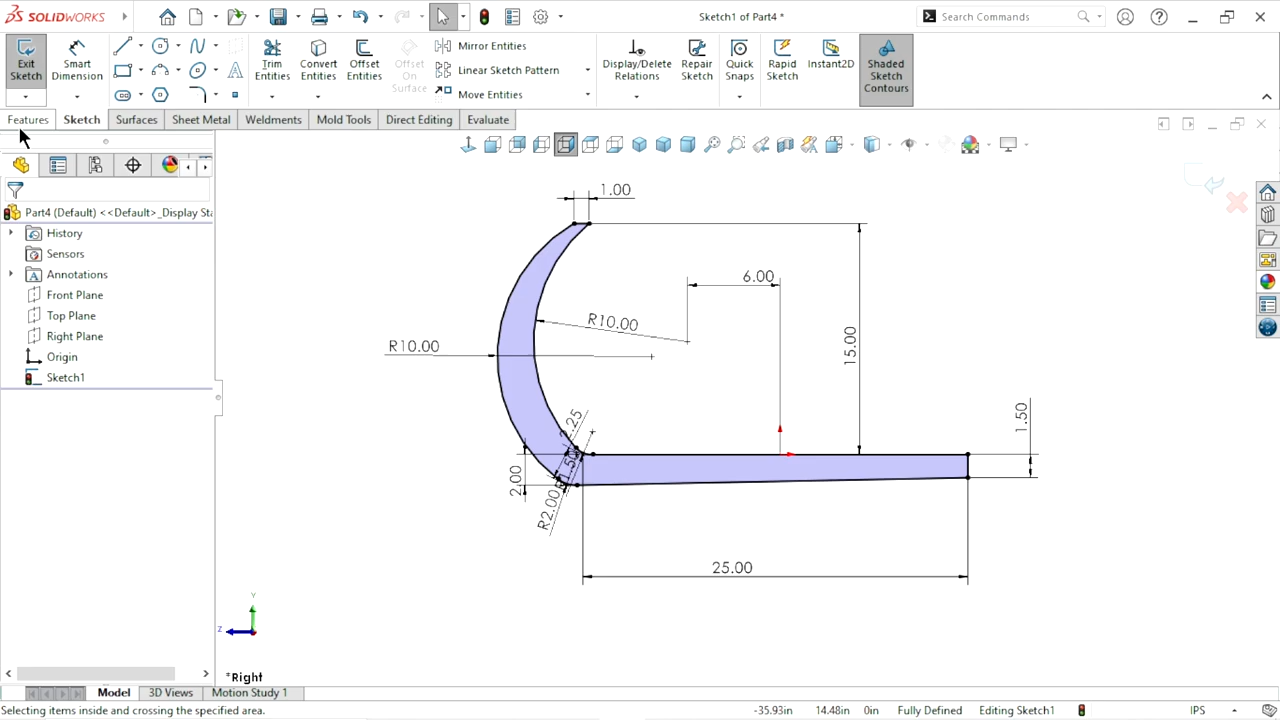 SOLIDWORKS
Sketch1 of Part4 *
Search Commands
Exit Sketch
Smart Dimension
Trim Entities
Convert Entities
Offset Entities
Offset On Surface
Mirror Entities
Linear Sketch Pattern
Move Entities
Display/Delete Relations
Repair Sketch
Quick Snaps
Rapid Sketch
Instant2D
Shaded Sketch Contours
Features
Sketch
Surfaces
Sheet Metal
Weldments
Mold Tools
Direct Editing
Evaluate
Part4 (Default) <<Default>_Display Sta
History
Sensors
Annotations
Front Plane
Top Plane
Right Plane
Origin
Sketch1
1.00
6.00
R10.00
R10.00
15.00
1.50
2.00
R2.00
R1.50
25.00
Y
Z
*Right
Model
3D Views
Motion Study 1
Selecting items inside and crossing the specified area.
-35.93in
14.48in
0in
Fully Defined
Editing Sketch1
IPS